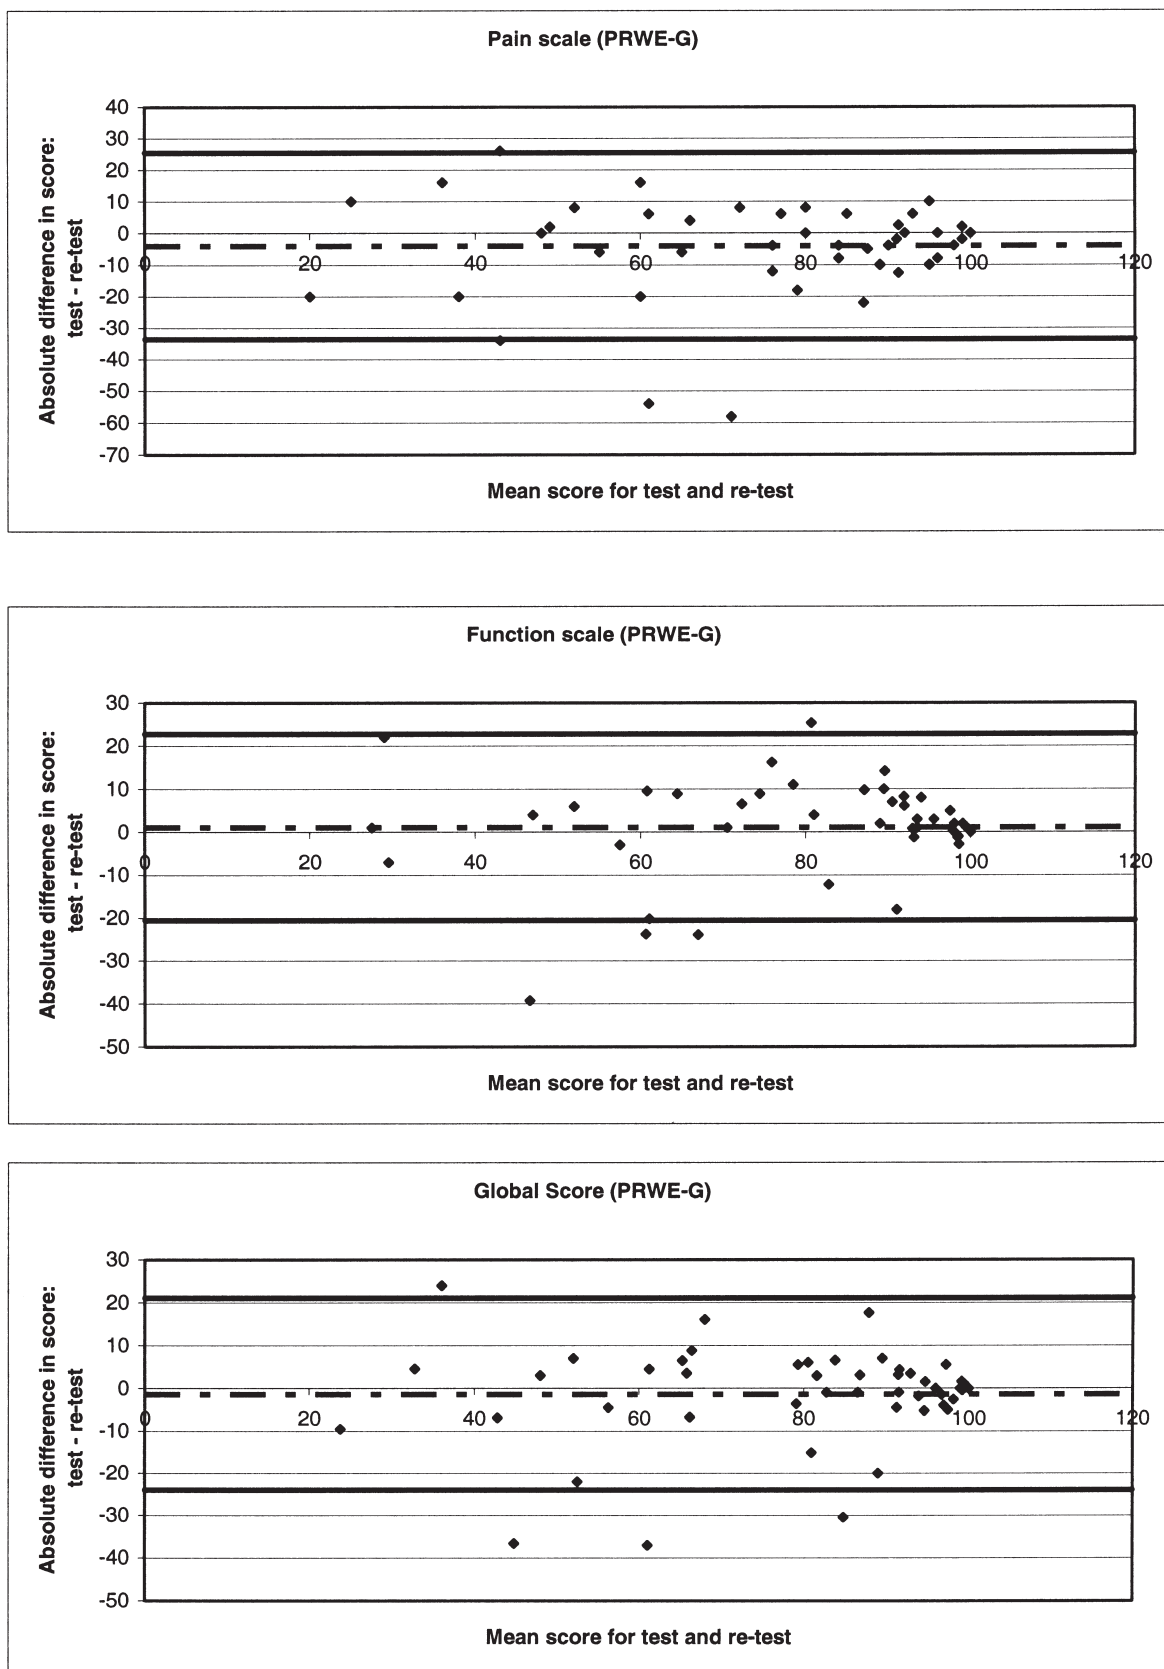 Pain scale (PRWE-G)
Absolute difference in score:
test - re-test
40
30
20
10
0
-10
-20
-30
-40
-50
-60
-70
0 20 40 60 80 100 120
Mean score for test and re-test
Function scale (PRWE-G)
Absolute difference in score:
test - re-test
30
20
10
0
-10
-20
-30
-40
-50
0 20 40 60 80 100 120
Mean score for test and re-test
Global Score (PRWE-G)
Absolute difference in score:
test - re-test
30
20
10
0
-10
-20
-30
-40
-50
0 20 40 60 80 100 120
Mean score for test and re-test